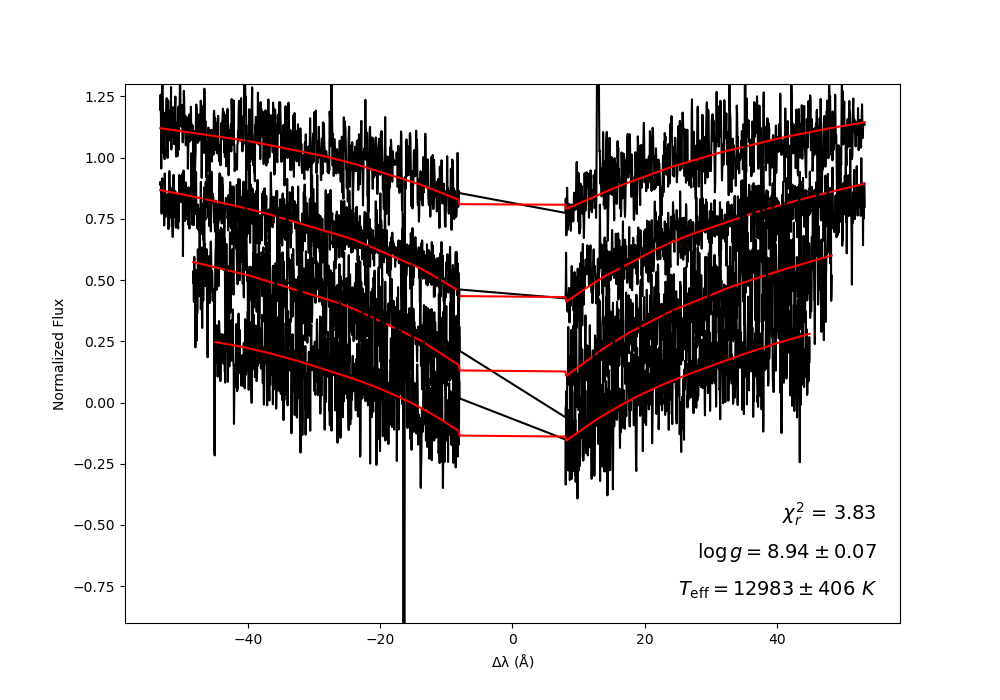 1.25
1.00
0.75
0.50
0.25
0.00
−0.25
−0.50
−0.75
Normalized Flux
χ²ᵣ = 3.83
log g = 8.94 ± 0.07
T_eff = 12983 ± 406 K
−40
−20
0
20
40
Δλ (Å)